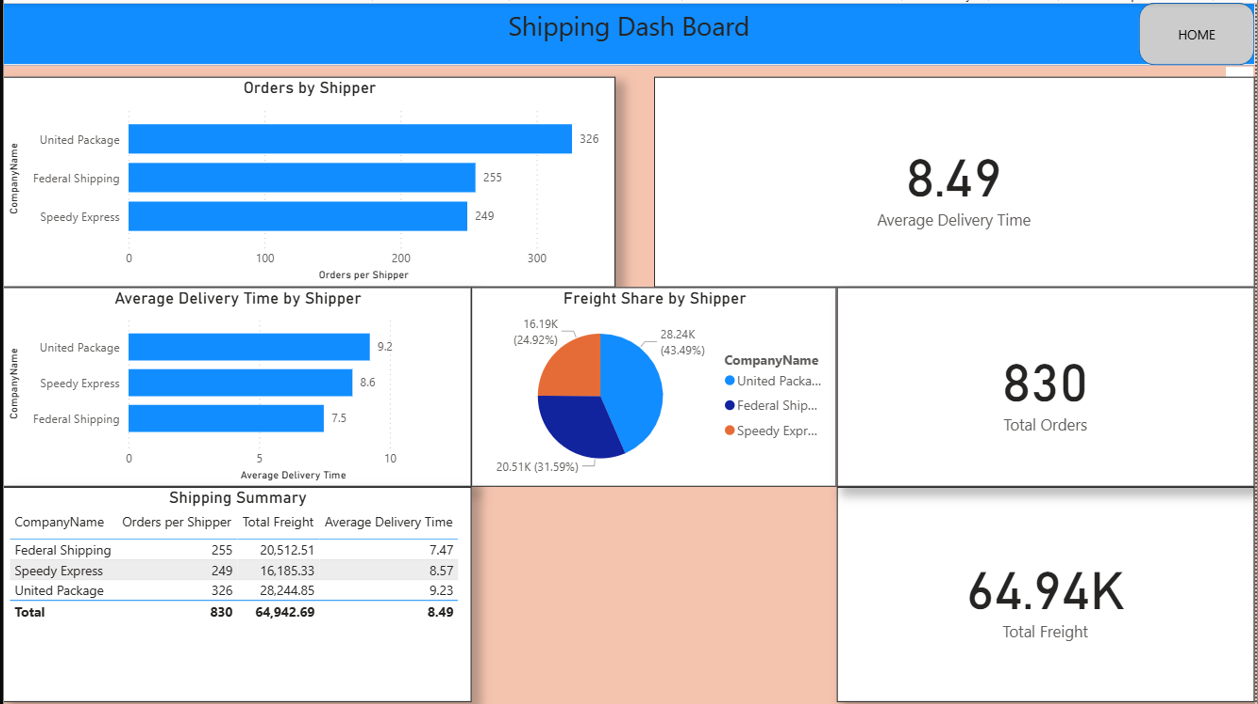 Shipping Dash Board
HOME
Orders by Shipper
CompanyName
United Package
326
Federal Shipping
255
Speedy Express
249
0 100 200 300
Orders per Shipper
8.49
Average Delivery Time
Average Delivery Time by Shipper
CompanyName
United Package
9.2
Speedy Express
8.6
Federal Shipping
7.5
0 5 10
Average Delivery Time
Freight Share by Shipper
16.19K
(24.92%)
28.24K
(43.49%)
20.51K (31.59%)
CompanyName
United Packa...
Federal Ship...
Speedy Expr...
830
Total Orders
Shipping Summary
CompanyName Orders per Shipper Total Freight Average Delivery Time
Federal Shipping 255 20,512.51 7.47
Speedy Express 249 16,185.33 8.57
United Package 326 28,244.85 9.23
Total 830 64,942.69 8.49
64.94K
Total Freight